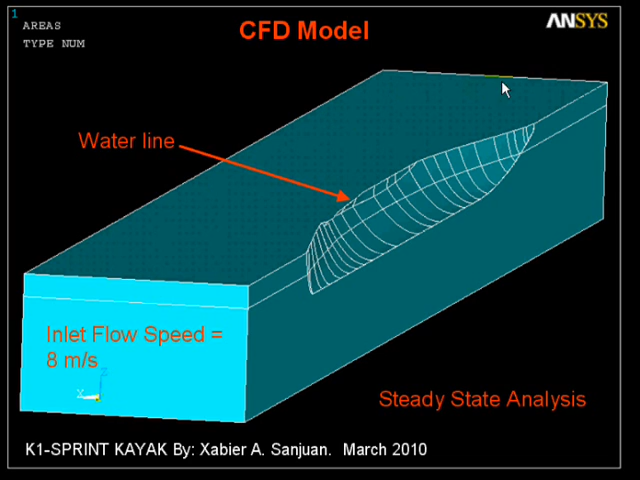 1
AREAS
TYPE NUM
CFD Model
ANSYS
Water line
Inlet Flow Speed =
8 m/s
Z
X
Steady State Analysis
K1-SPRINT KAYAK By: Xabier A. Sanjuan. March 2010